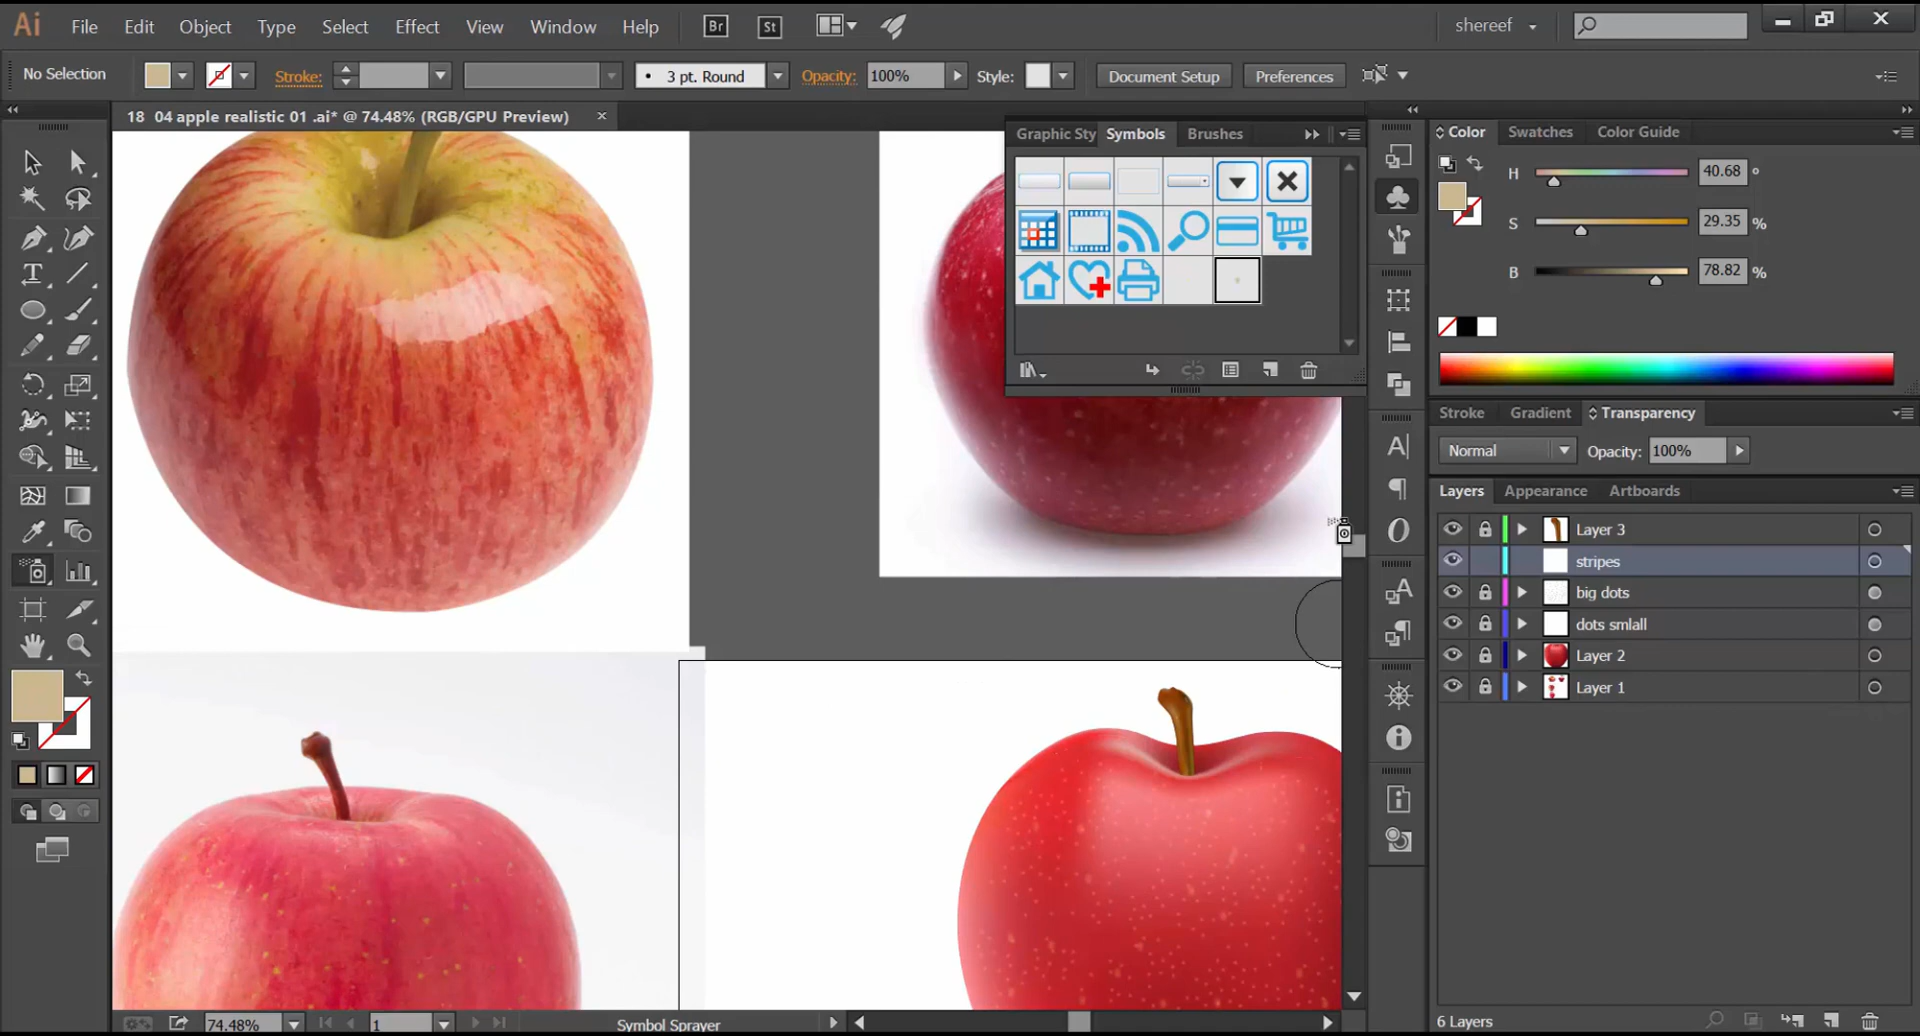 Ai File Edit Object Type Select Effect View Window Help Br St shereef
No Selection Stroke: 3 pt. Round Opacity: 100% Style: Document Setup Preferences
18 04 apple realistic 01 .ai* @ 74.48% (RGB/GPU Preview) ×
Graphic Sty Symbols Brushes
Color Swatches Color Guide
H 40.68 °
S 29.35 %
B 78.82 %
Stroke Gradient Transparency
Normal Opacity: 100%
Layers Appearance Artboards
Layer 3
stripes
big dots
dots smlall
Layer 2
Layer 1
74.48% 1 Symbol Sprayer 6 Layers